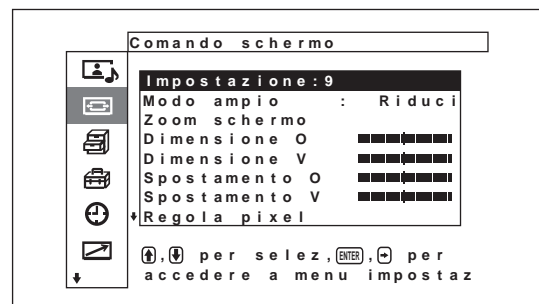 Comando schermo
Impostazione:9
Modo ampio : Riduci
Zoom schermo
Dimensione O
Dimensione V
Spostamento O
Spostamento V
Regola pixel
, per selez, ENTER, per
accedere a menu impostaz